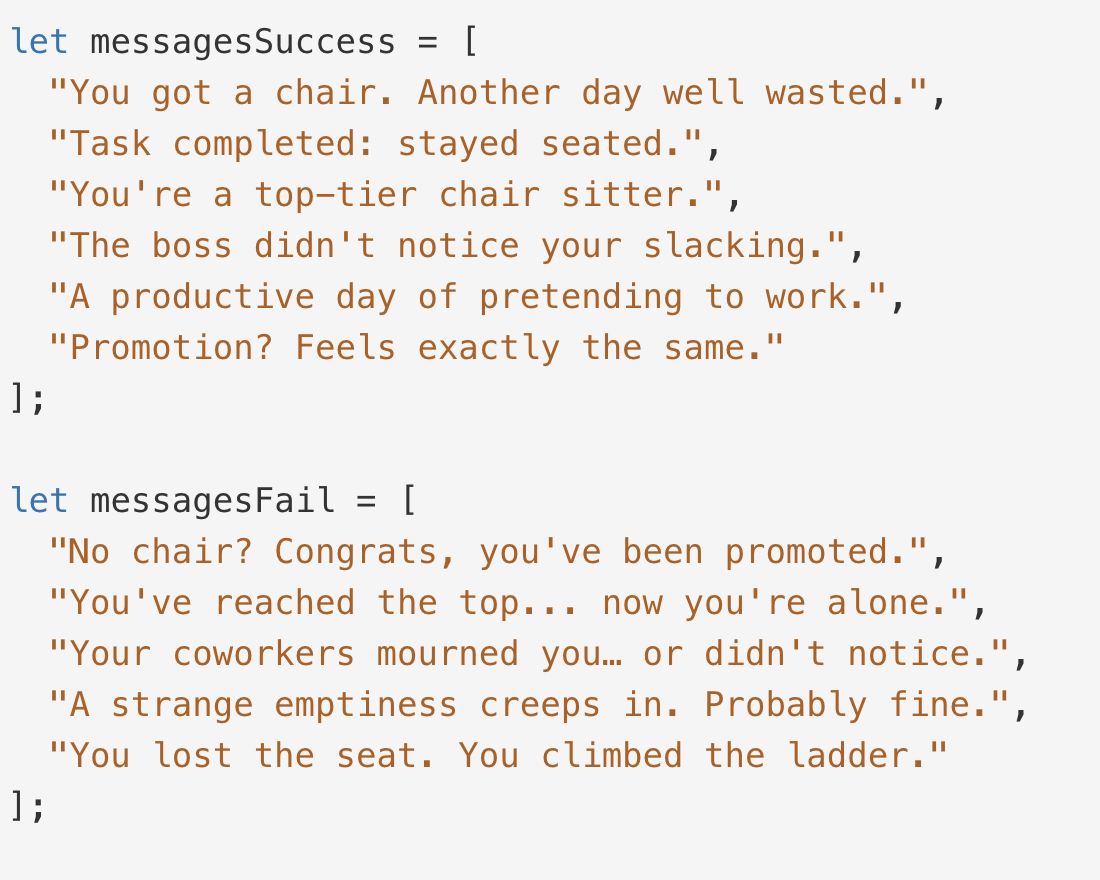 let messagesSuccess = [
  "You got a chair. Another day well wasted.",
  "Task completed: stayed seated.",
  "You're a top-tier chair sitter.",
  "The boss didn't notice your slacking.",
  "A productive day of pretending to work.",
  "Promotion? Feels exactly the same."
];

let messagesFail = [
  "No chair? Congrats, you've been promoted.",
  "You've reached the top... now you're alone.",
  "Your coworkers mourned you… or didn't notice.",
  "A strange emptiness creeps in. Probably fine.",
  "You lost the seat. You climbed the ladder."
];